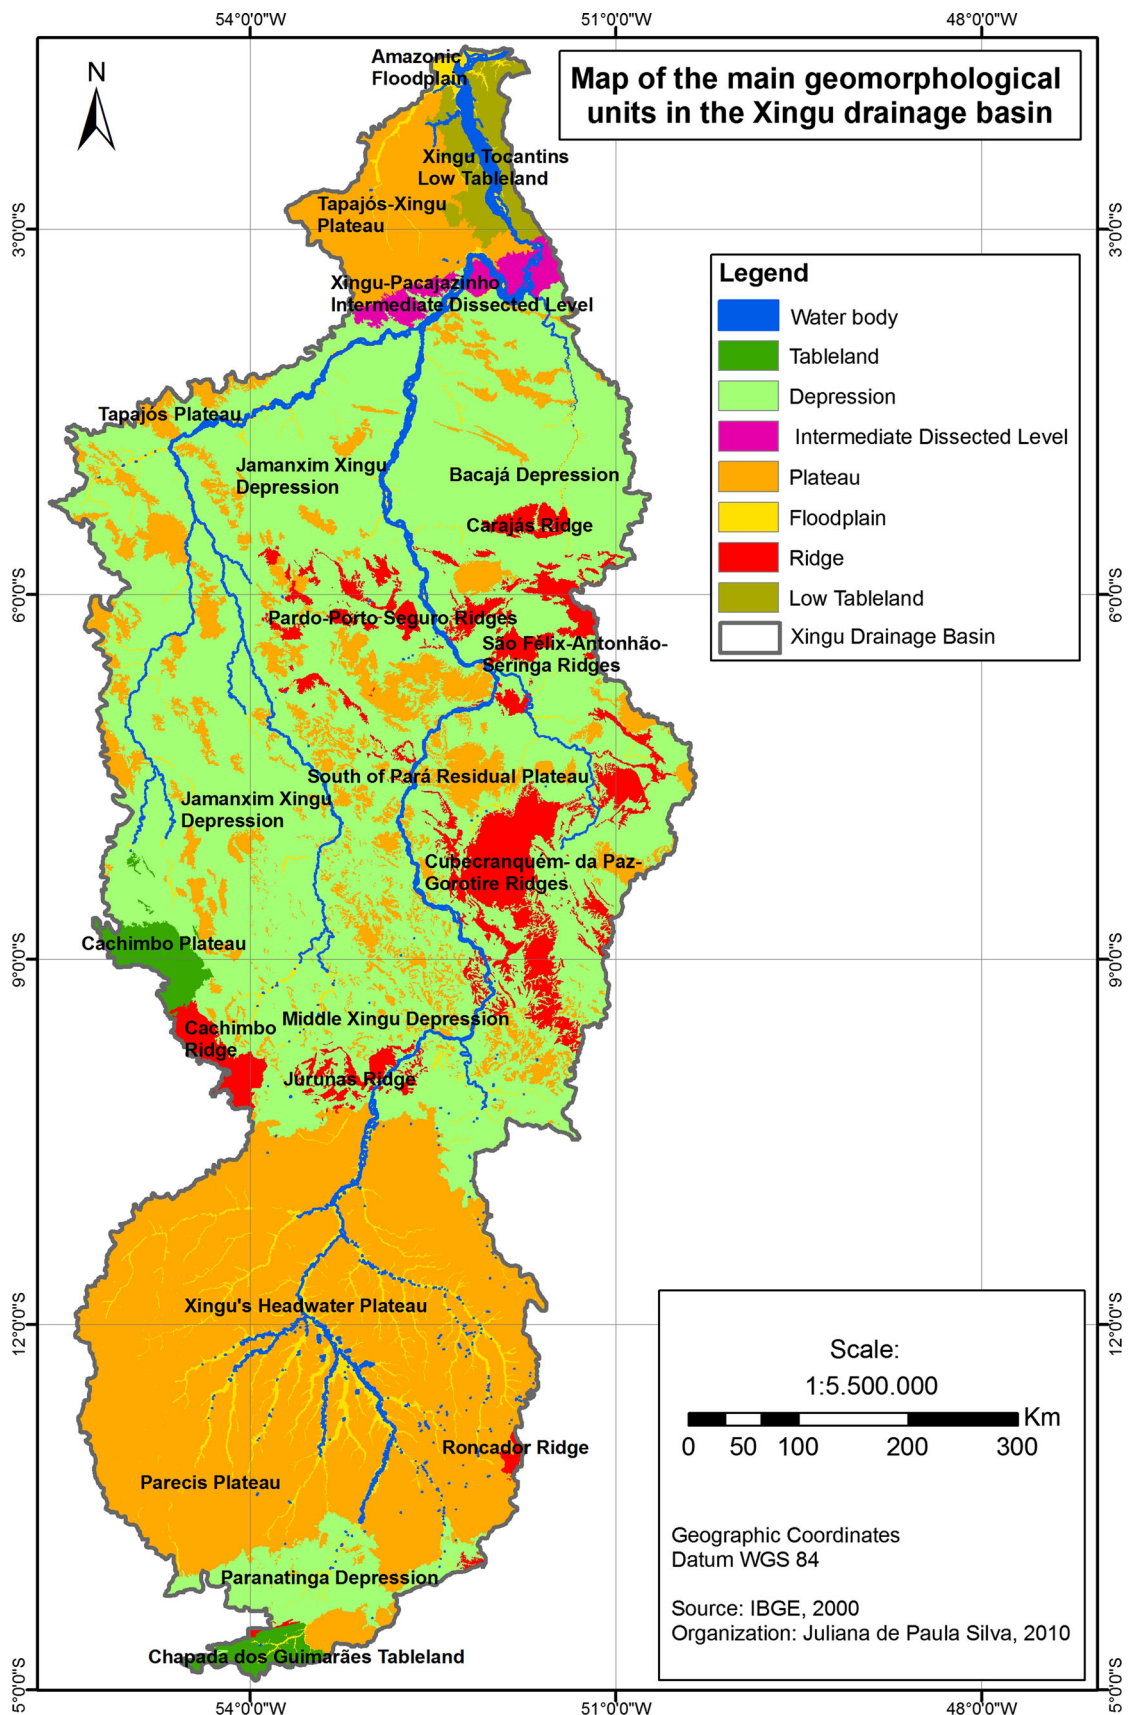 54°0'0"W
51°0'0"W
48°0'0"W
N
Map of the main geomorphological
units in the Xingu drainage basin
Amazonic
Floodplain
Xingu Tocantins
Low Tableland
Tapajós-Xingu
Plateau
3°0'0"S
3°0'0"S
Xingu-Pacajazinho
Intermediate Dissected Level
Legend
Water body
Tableland
Depression
Intermediate Dissected Level
Plateau
Floodplain
Ridge
Low Tableland
Xingu Drainage Basin
Tapajós Plateau
Jamanxim Xingu
Depression
Bacajá Depression
Carajás Ridge
6°0'0"S
6°0'0"S
Pardo-Porto Seguro Ridges
São Félix-Antonhão-
Seringa Ridges
South of Pará Residual Plateau
Jamanxim Xingu
Depression
Cubecranquém- da Paz-
Gorotire Ridges
Cachimbo Plateau
9°0'0"S
9°0'0"S
Middle Xingu Depression
Cachimbo
Ridge
Jurunas Ridge
Xingu's Headwater Plateau
12°0'0"S
12°0'0"S
Scale:
1:5.500.000
Km
0 50 100 200 300
Roncador Ridge
Parecis Plateau
Geographic Coordinates
Datum WGS 84
Paranatinga Depression
Source: IBGE, 2000
Organization: Juliana de Paula Silva, 2010
Chapada dos Guimarães Tableland
5°0'0"S
5°0'0"S
54°0'0"W
51°0'0"W
48°0'0"W